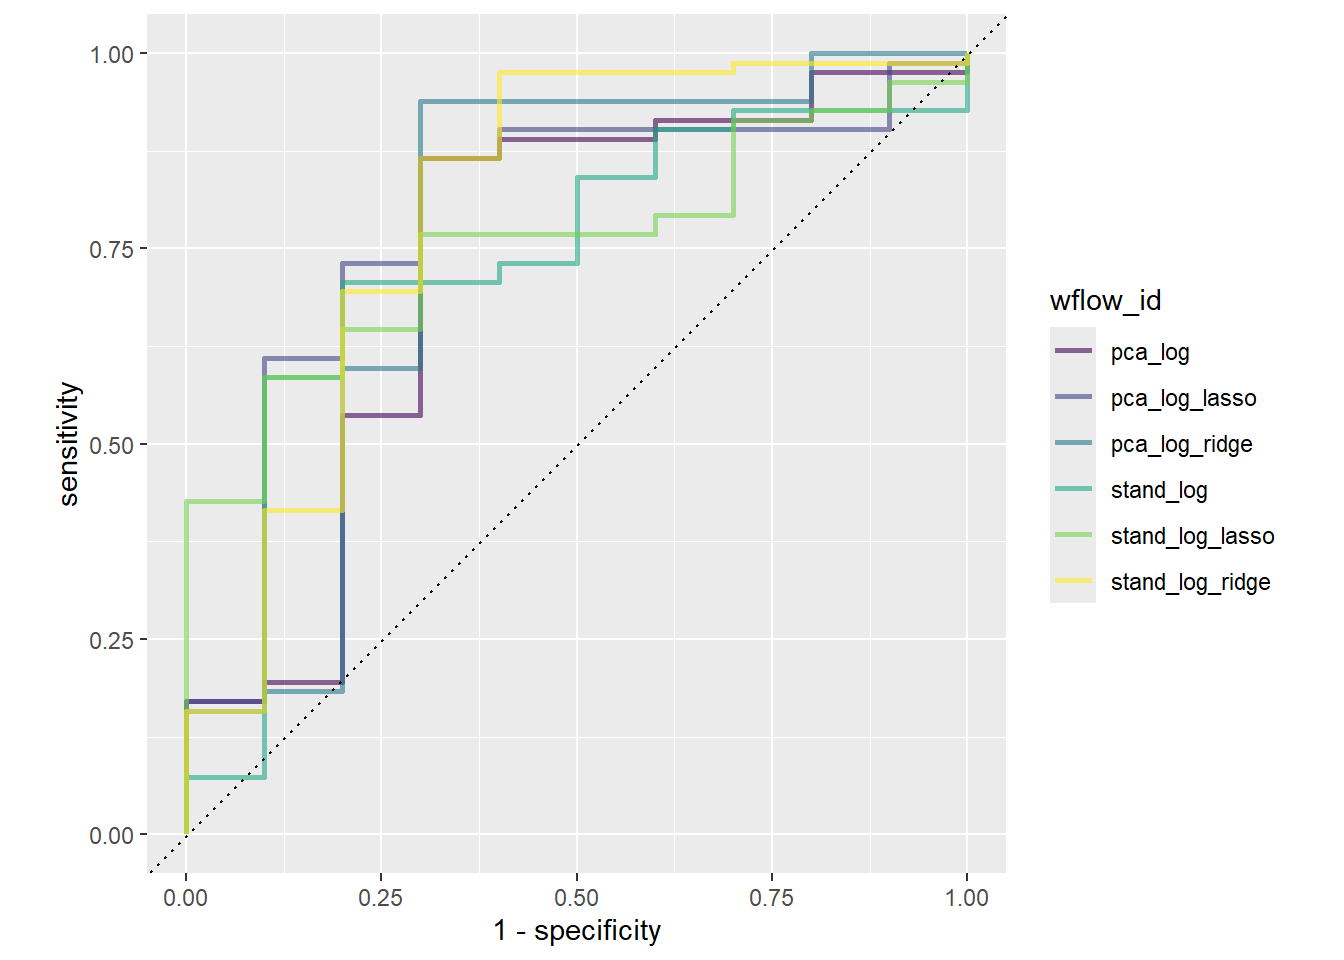 1.00
0.75
0.50
0.25
0.00
sensitivity
0.00 0.25 0.50 0.75 1.00
1 - specificity
wflow_id
pca_log
pca_log_lasso
pca_log_ridge
stand_log
stand_log_lasso
stand_log_ridge